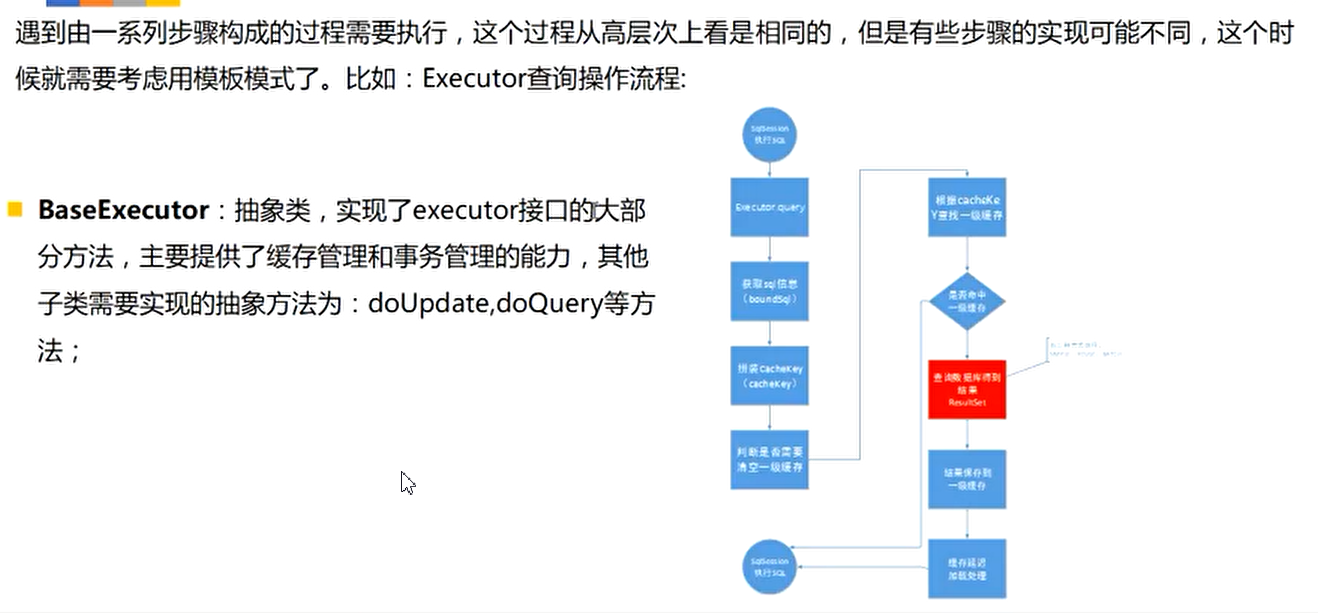 遇到由一系列步骤构成的过程需要执行，这个过程从高层次上看是相同的，但是有些步骤的实现可能不同，这个时
候就需要考虑用模板模式了。比如：Executor查询操作流程:
BaseExecutor：抽象类，实现了executor接口的大部
分方法，主要提供了缓存管理和事务管理的能力，其他
子类需要实现的抽象方法为：doUpdate,doQuery等方
法；
SqlSession
执行SQL
Executor.query
获取sql信息
（boundSql）
拼装CacheKey
（cacheKey）
判断是否需要
清空一级缓存
根据cacheKe
Y查找一级缓存
是否命中
一级缓存
查询数据库得到
结果
ResultSet
结果保存到
一级缓存
缓存延迟
加载处理
SqlSession
执行SQL